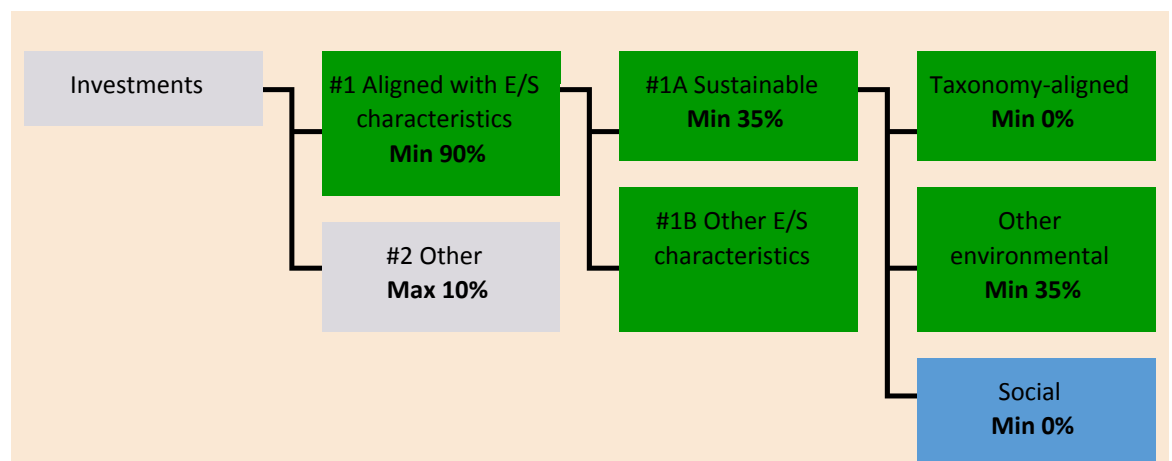 Investments
#1 Aligned with E/S
characteristics
Min 90%
#2 Other
Max 10%
#1A Sustainable
Min 35%
#1B Other E/S
characteristics
Taxonomy-aligned
Min 0%
Other
environmental
Min 35%
Social
Min 0%